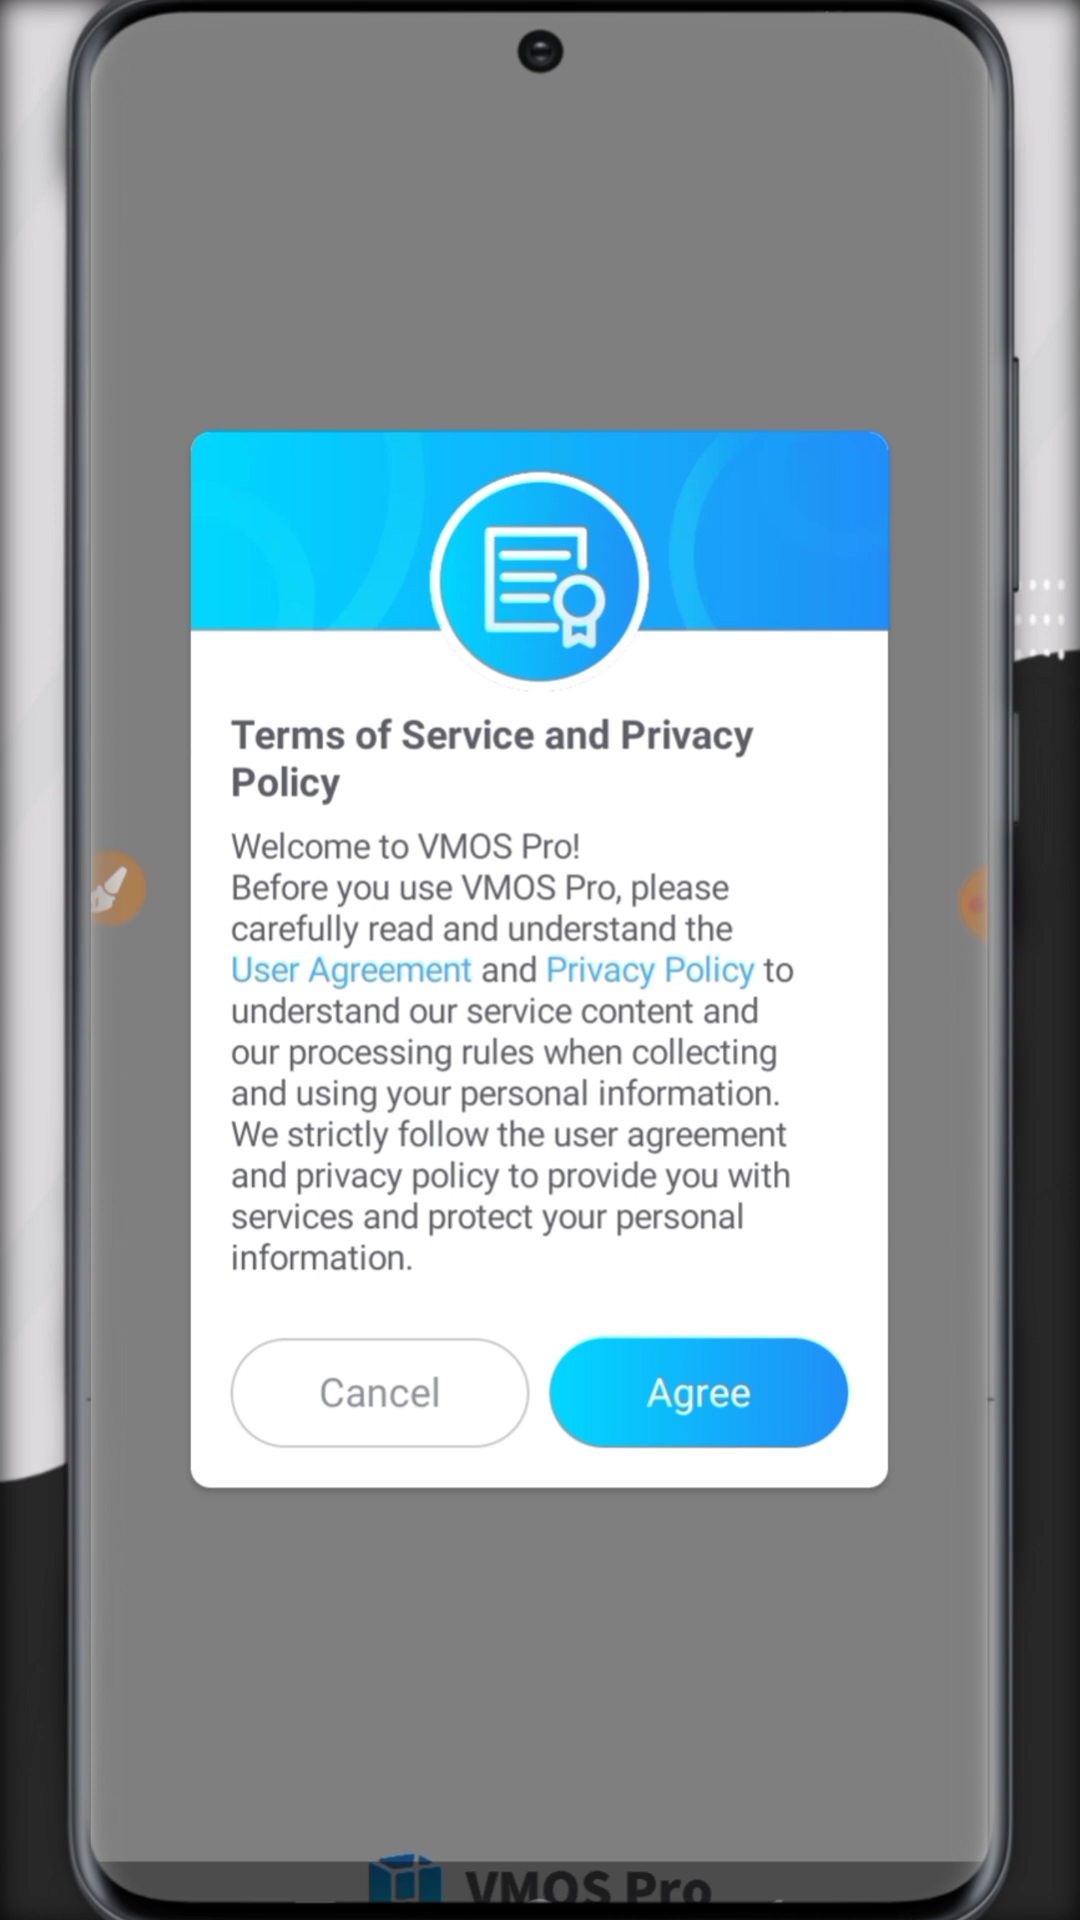 Terms of Service and Privacy
Policy
Welcome to VMOS Pro!
Before you use VMOS Pro, please
carefully read and understand the
User Agreement and Privacy Policy to
understand our service content and
our processing rules when collecting
and using your personal information.
We strictly follow the user agreement
and privacy policy to provide you with
services and protect your personal
information.
Cancel
Agree
VMOS Pro